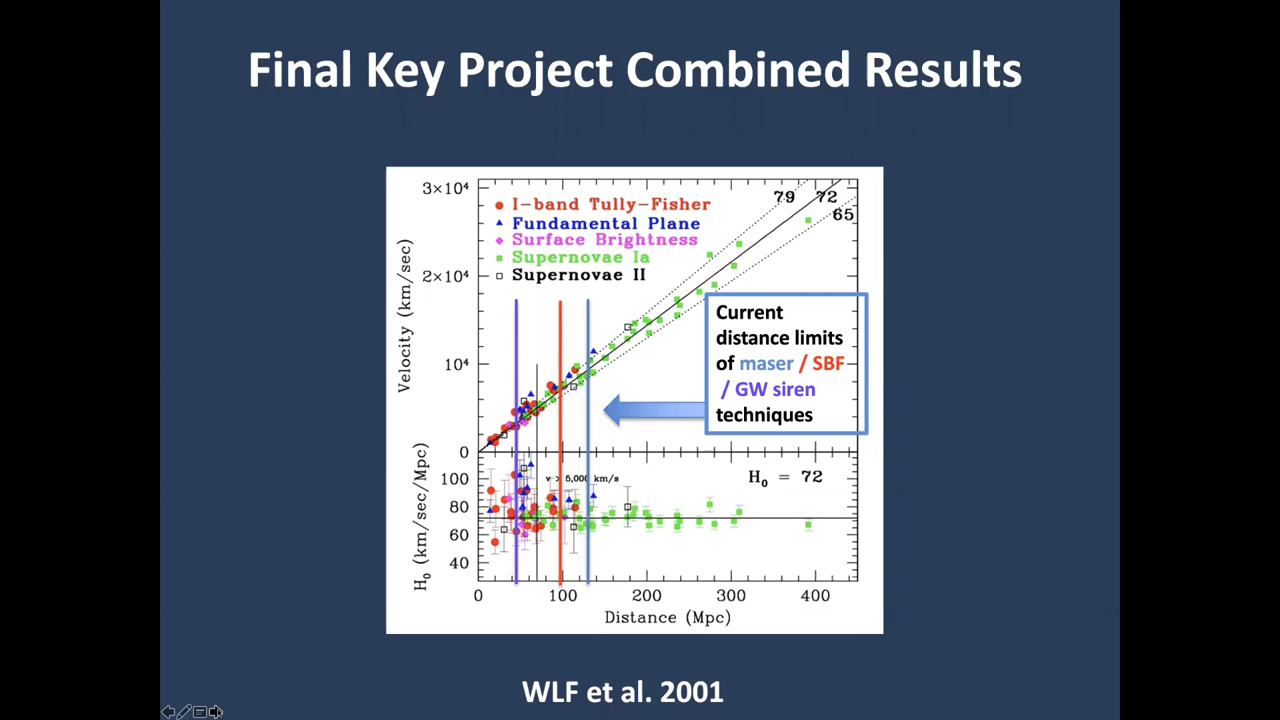 Final Key Project Combined Results
3×10⁴
2×10⁴
10⁴
0
Velocity (km/sec)
I-band Tully-Fisher
Fundamental Plane
Surface Brightness
Supernovae Ia
Supernovae II
79
72
65
Current
distance limits
of maser / SBF
/ GW siren
techniques
H₀ (km/sec/Mpc)
100
80
60
40
v > 5,000 km/s
H₀ = 72
0
100
200
300
400
Distance (Mpc)
WLF et al. 2001